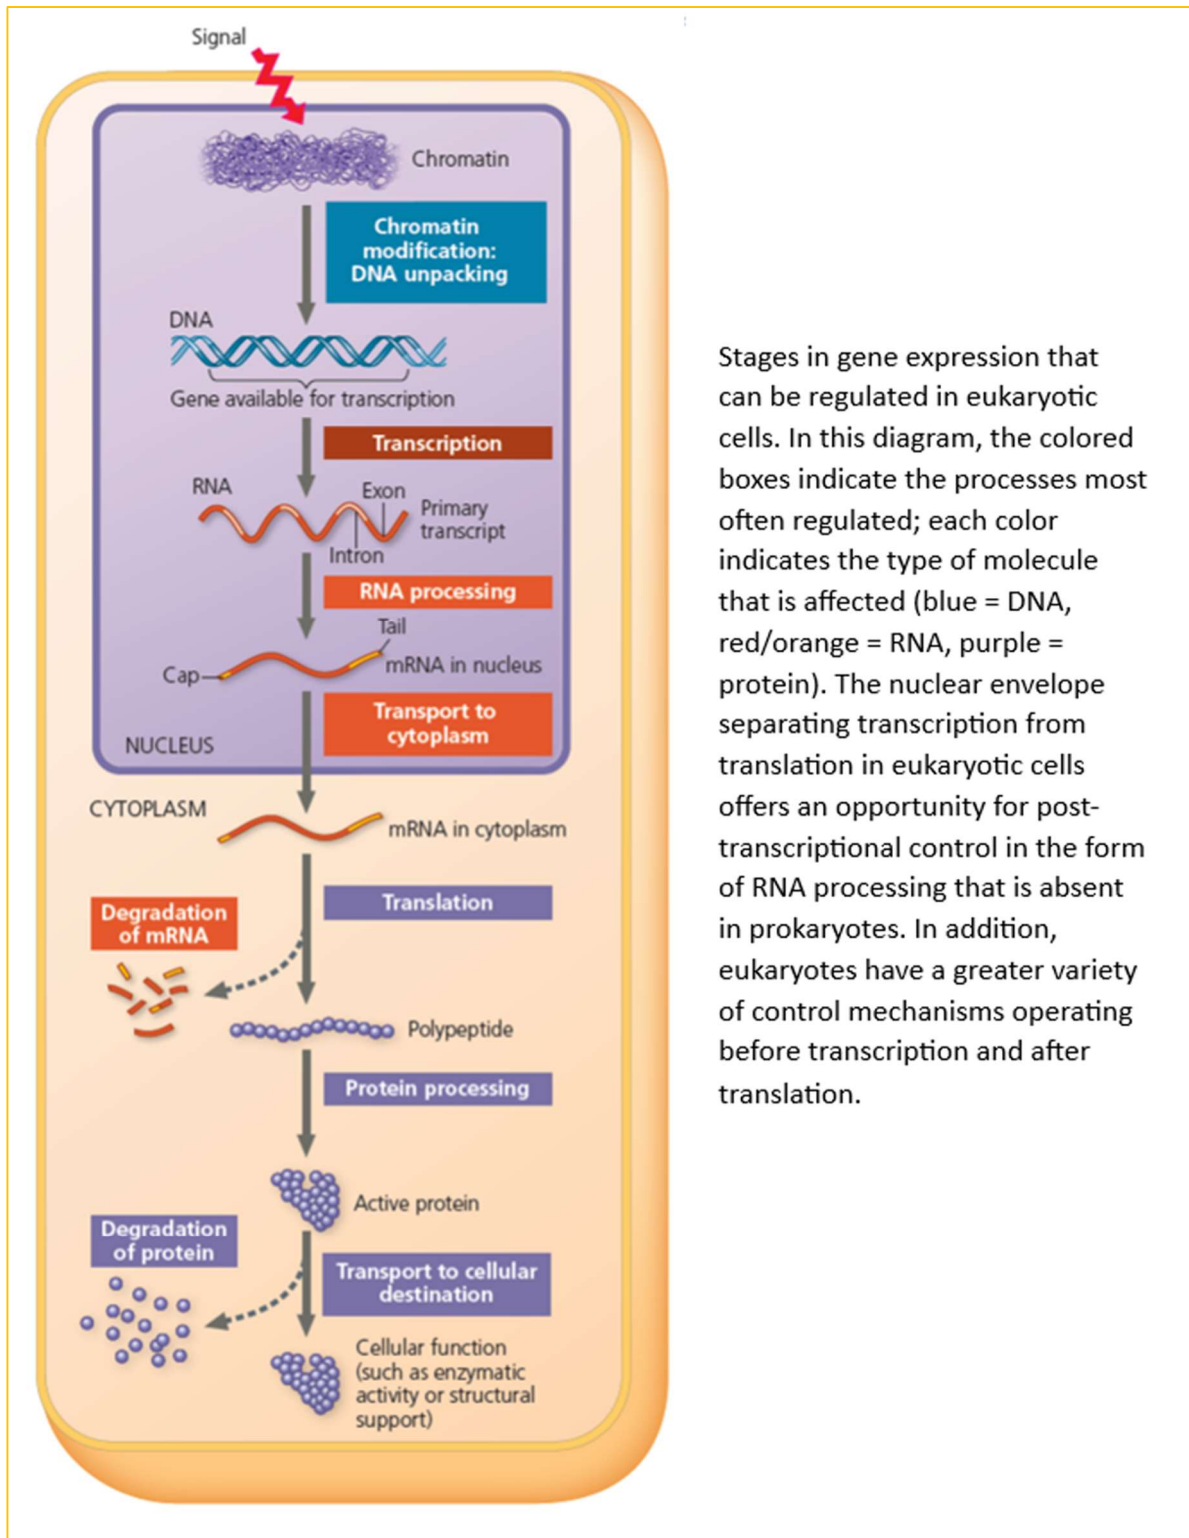 Signal
Chromatin
Chromatin
modification:
DNA unpacking
DNA
Gene available for transcription
Transcription
RNA
Exon
Primary
transcript
Intron
RNA processing
Tail
Cap
mRNA in nucleus
Transport to
cytoplasm
NUCLEUS
CYTOPLASM
mRNA in cytoplasm
Translation
Degradation
of mRNA
Polypeptide
Protein processing
Active protein
Degradation
of protein
Transport to cellular
destination
Cellular function
(such as enzymatic
activity or structural
support)
Stages in gene expression that
can be regulated in eukaryotic
cells. In this diagram, the colored
boxes indicate the processes most
often regulated; each color
indicates the type of molecule
that is affected (blue = DNA,
red/orange = RNA, purple =
protein). The nuclear envelope
separating transcription from
translation in eukaryotic cells
offers an opportunity for post-
transcriptional control in the form
of RNA processing that is absent
in prokaryotes. In addition,
eukaryotes have a greater variety
of control mechanisms operating
before transcription and after
translation.